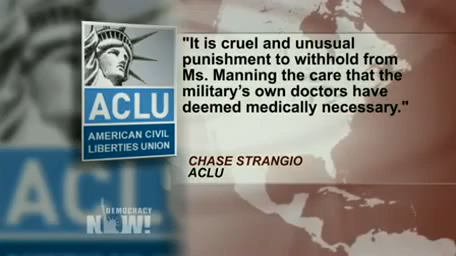 "It is cruel and unusual
punishment to withhold from
Ms. Manning the care that the
military's own doctors have
deemed medically necessary."
ACLU
AMERICAN CIVIL
LIBERTIES UNION
CHASE STRANGIO
ACLU
ACLU
DEMOCRACY
NOW!